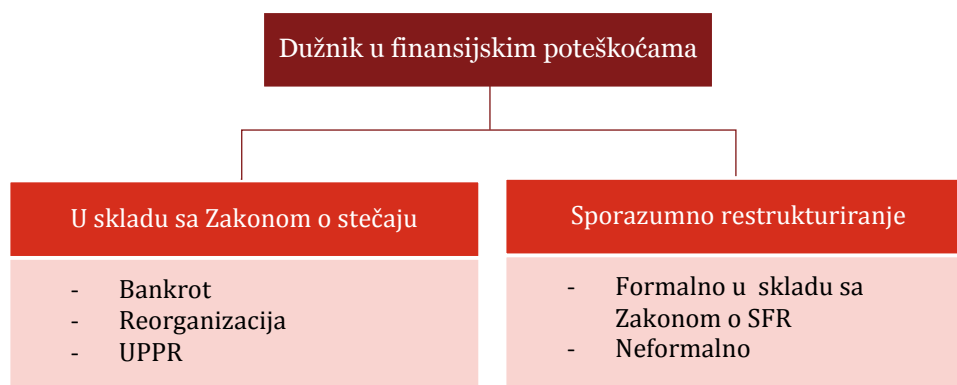 Dužnik u finansijskim poteškoćama
U skladu sa Zakonom o stečaju
- Bankrot
- Reorganizacija
- UPPR
Sporazumno restrukturiranje
- Formalno u skladu sa
Zakonom o SFR
- Neformalno